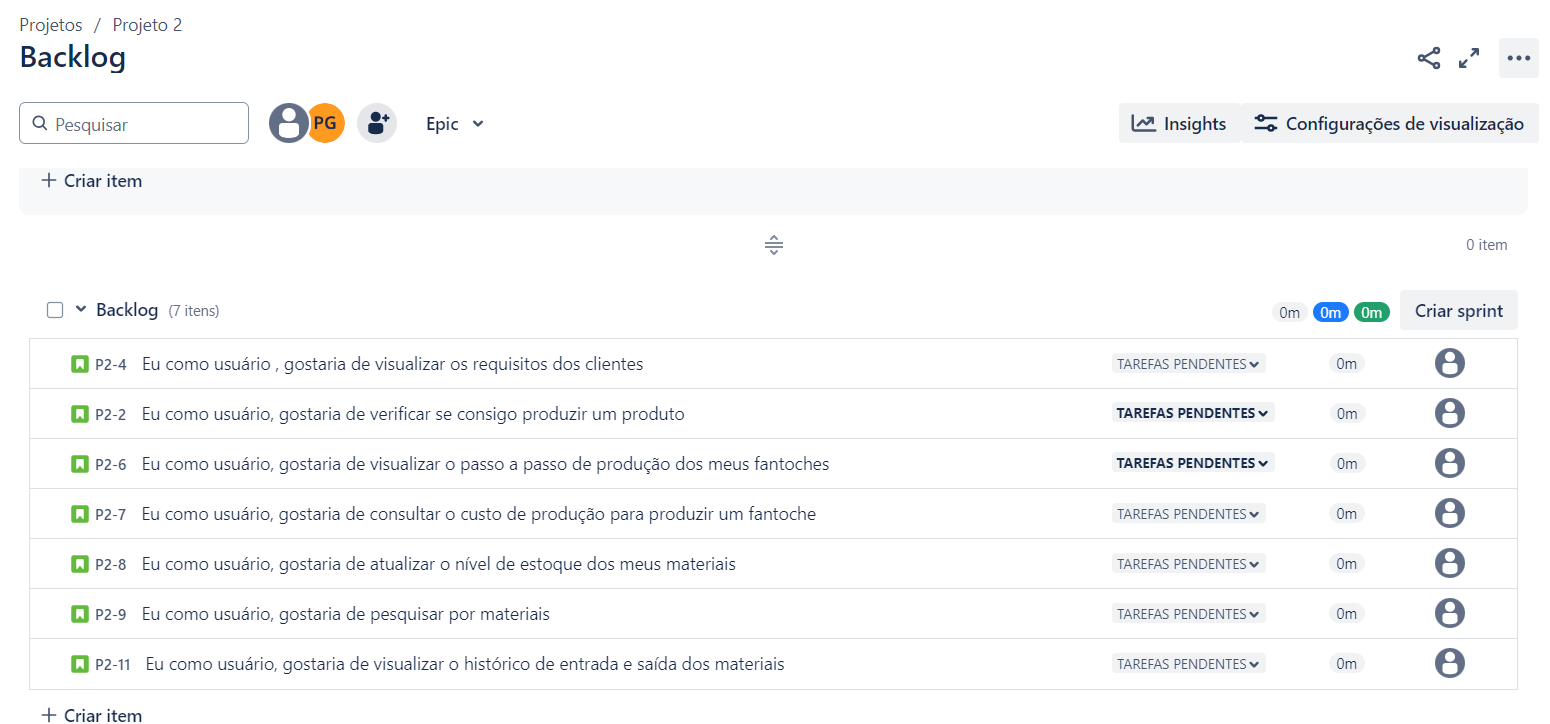 Projetos / Projeto 2
Backlog
Pesquisar PG Epic Insights Configurações de visualização
+ Criar item
0 item
Backlog (7 itens) 0m 0m 0m Criar sprint
P2-4 Eu como usuário , gostaria de visualizar os requisitos dos clientes TAREFAS PENDENTES 0m
P2-2 Eu como usuário, gostaria de verificar se consigo produzir um produto TAREFAS PENDENTES 0m
P2-6 Eu como usuário, gostaria de visualizar o passo a passo de produção dos meus fantoches TAREFAS PENDENTES 0m
P2-7 Eu como usuário, gostaria de consultar o custo de produção para produzir um fantoche TAREFAS PENDENTES 0m
P2-8 Eu como usuário, gostaria de atualizar o nível de estoque dos meus materiais TAREFAS PENDENTES 0m
P2-9 Eu como usuário, gostaria de pesquisar por materiais TAREFAS PENDENTES 0m
P2-11 Eu como usuário, gostaria de visualizar o histórico de entrada e saída dos materiais TAREFAS PENDENTES 0m
+ Criar item